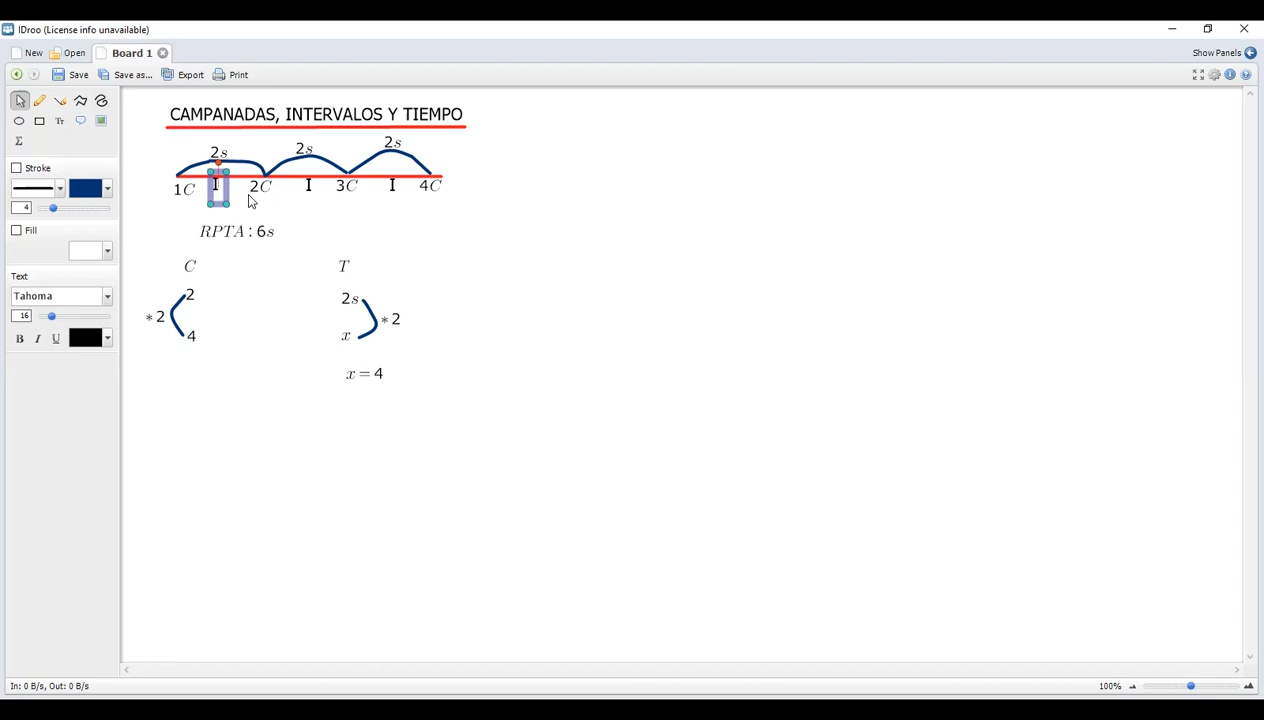 IDroo (License info unavailable)
New Open Board 1 Show Panels
Save Save as... Export Print
CAMPANADAS, INTERVALOS Y TIEMPO
2s 2s 2s
1C I 2C I 3C I 4C
RPTA : 6s
C T
2 2s
*2 *2
4 x
x = 4
Tt
Σ
Stroke
4
Fill
Text
Tahoma
16
B I U
In: 0 B/s, Out: 0 B/s 100%